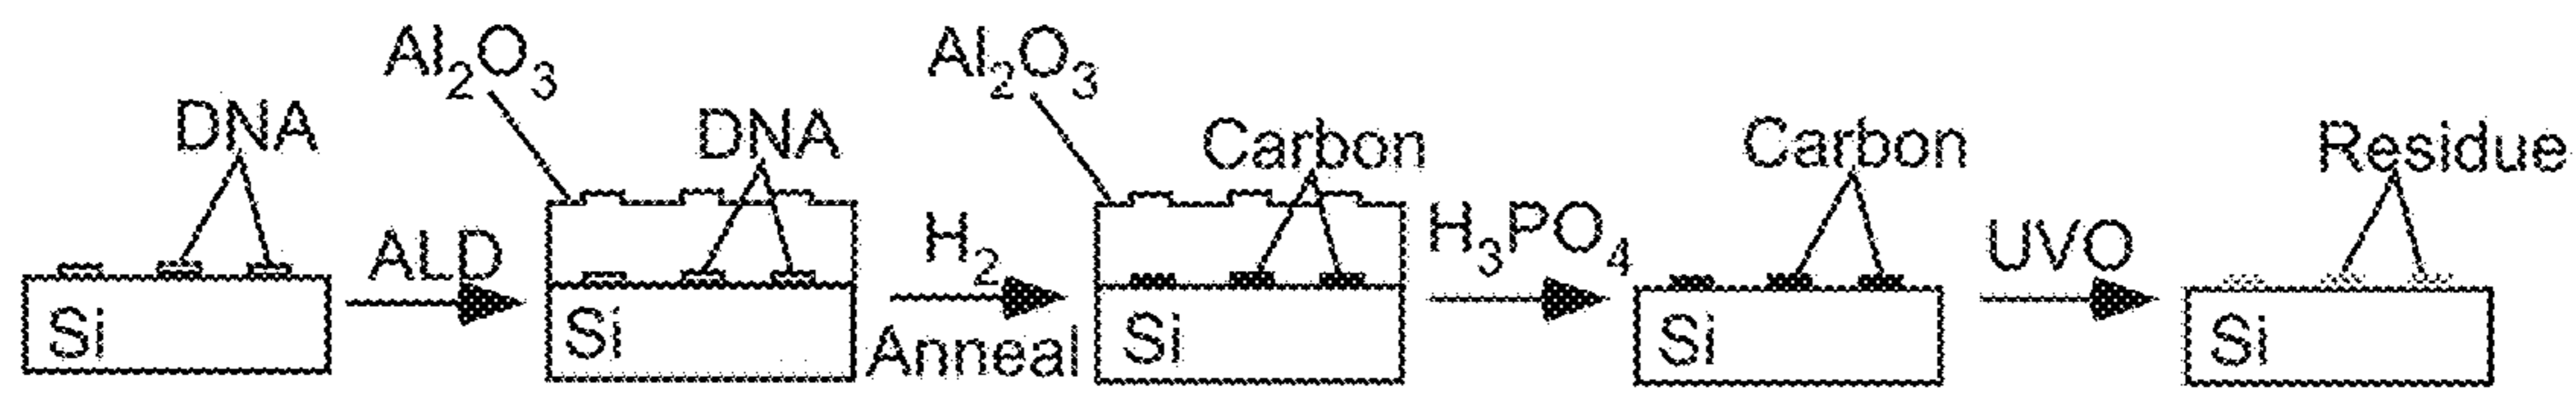 DNA
Si
ALD
Al₂O₃
DNA
Si
H₂
Anneal
Al₂O₃
Carbon
Si
H₃PO₄
Carbon
Si
UVO
Residue
Si